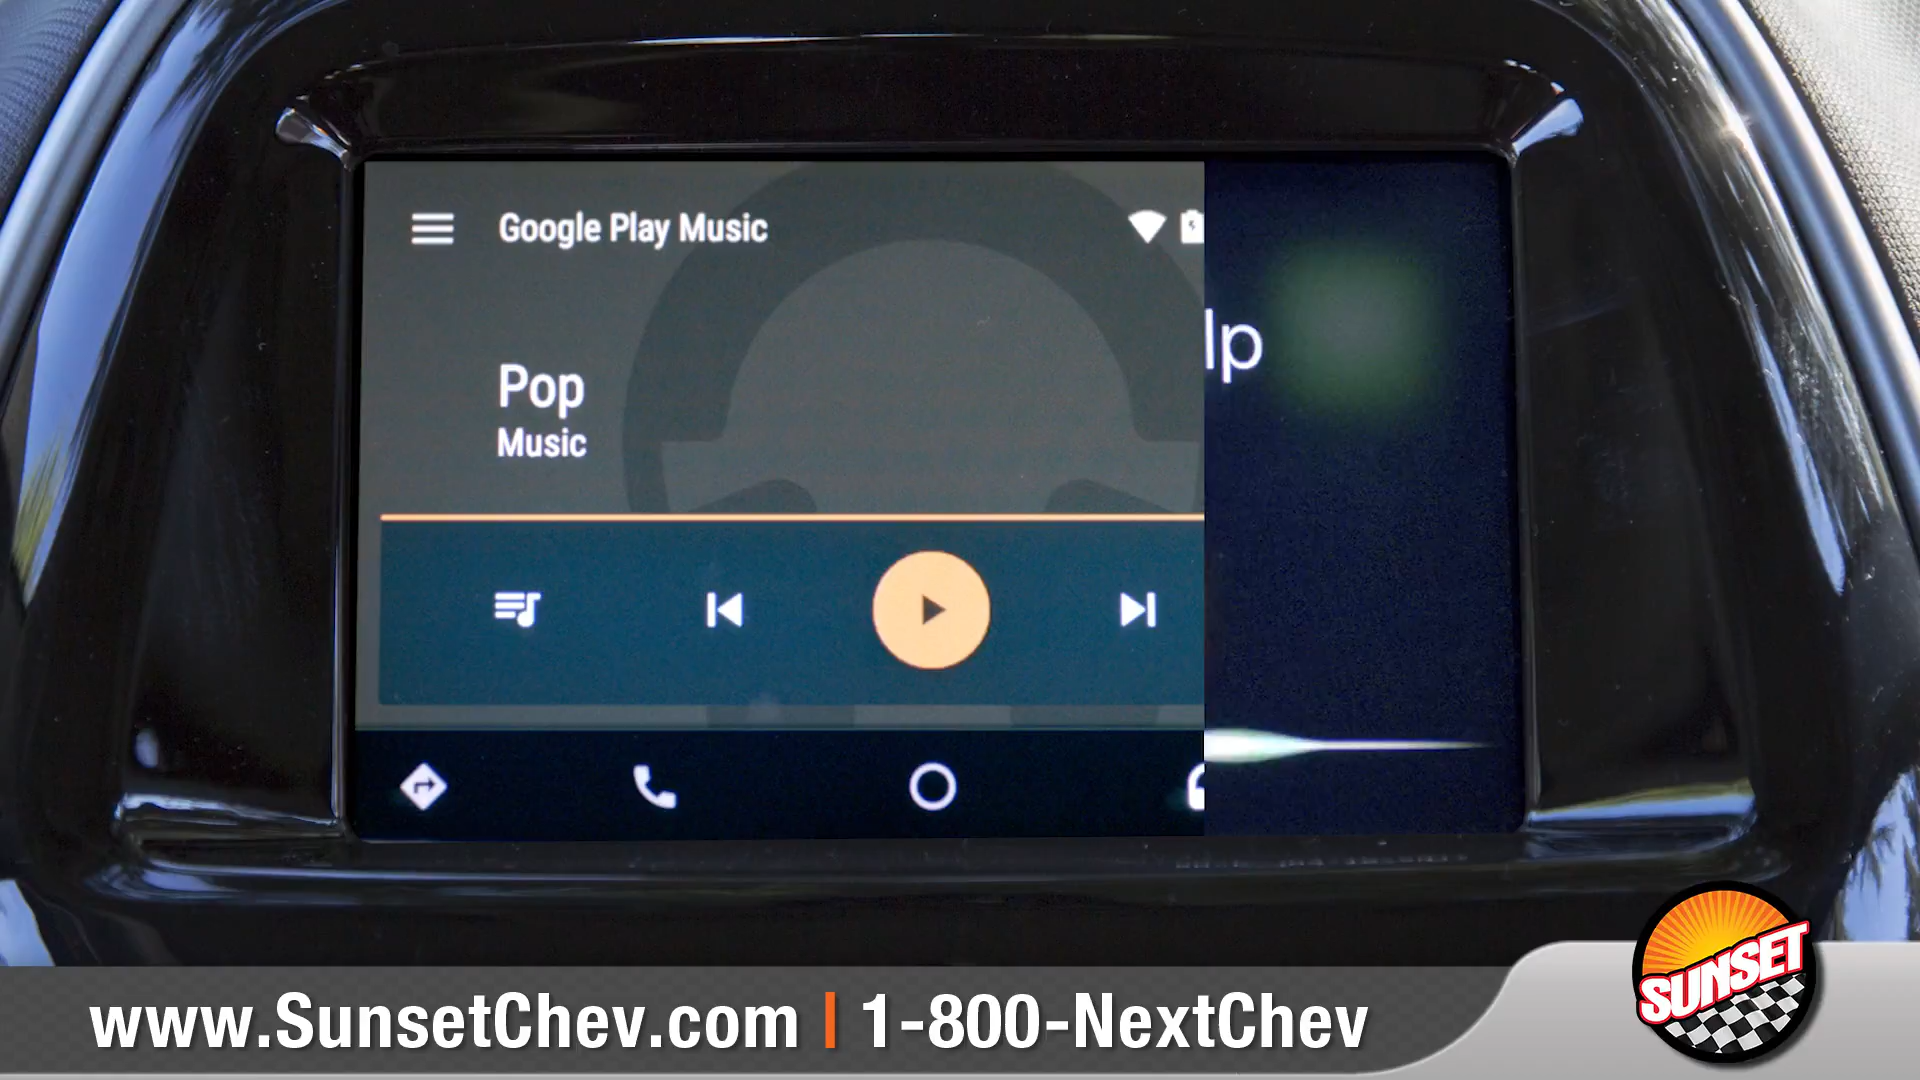 Google Play Music
lp
Pop
Music
www.SunsetChev.com | 1-800-NextChev
SUNSET